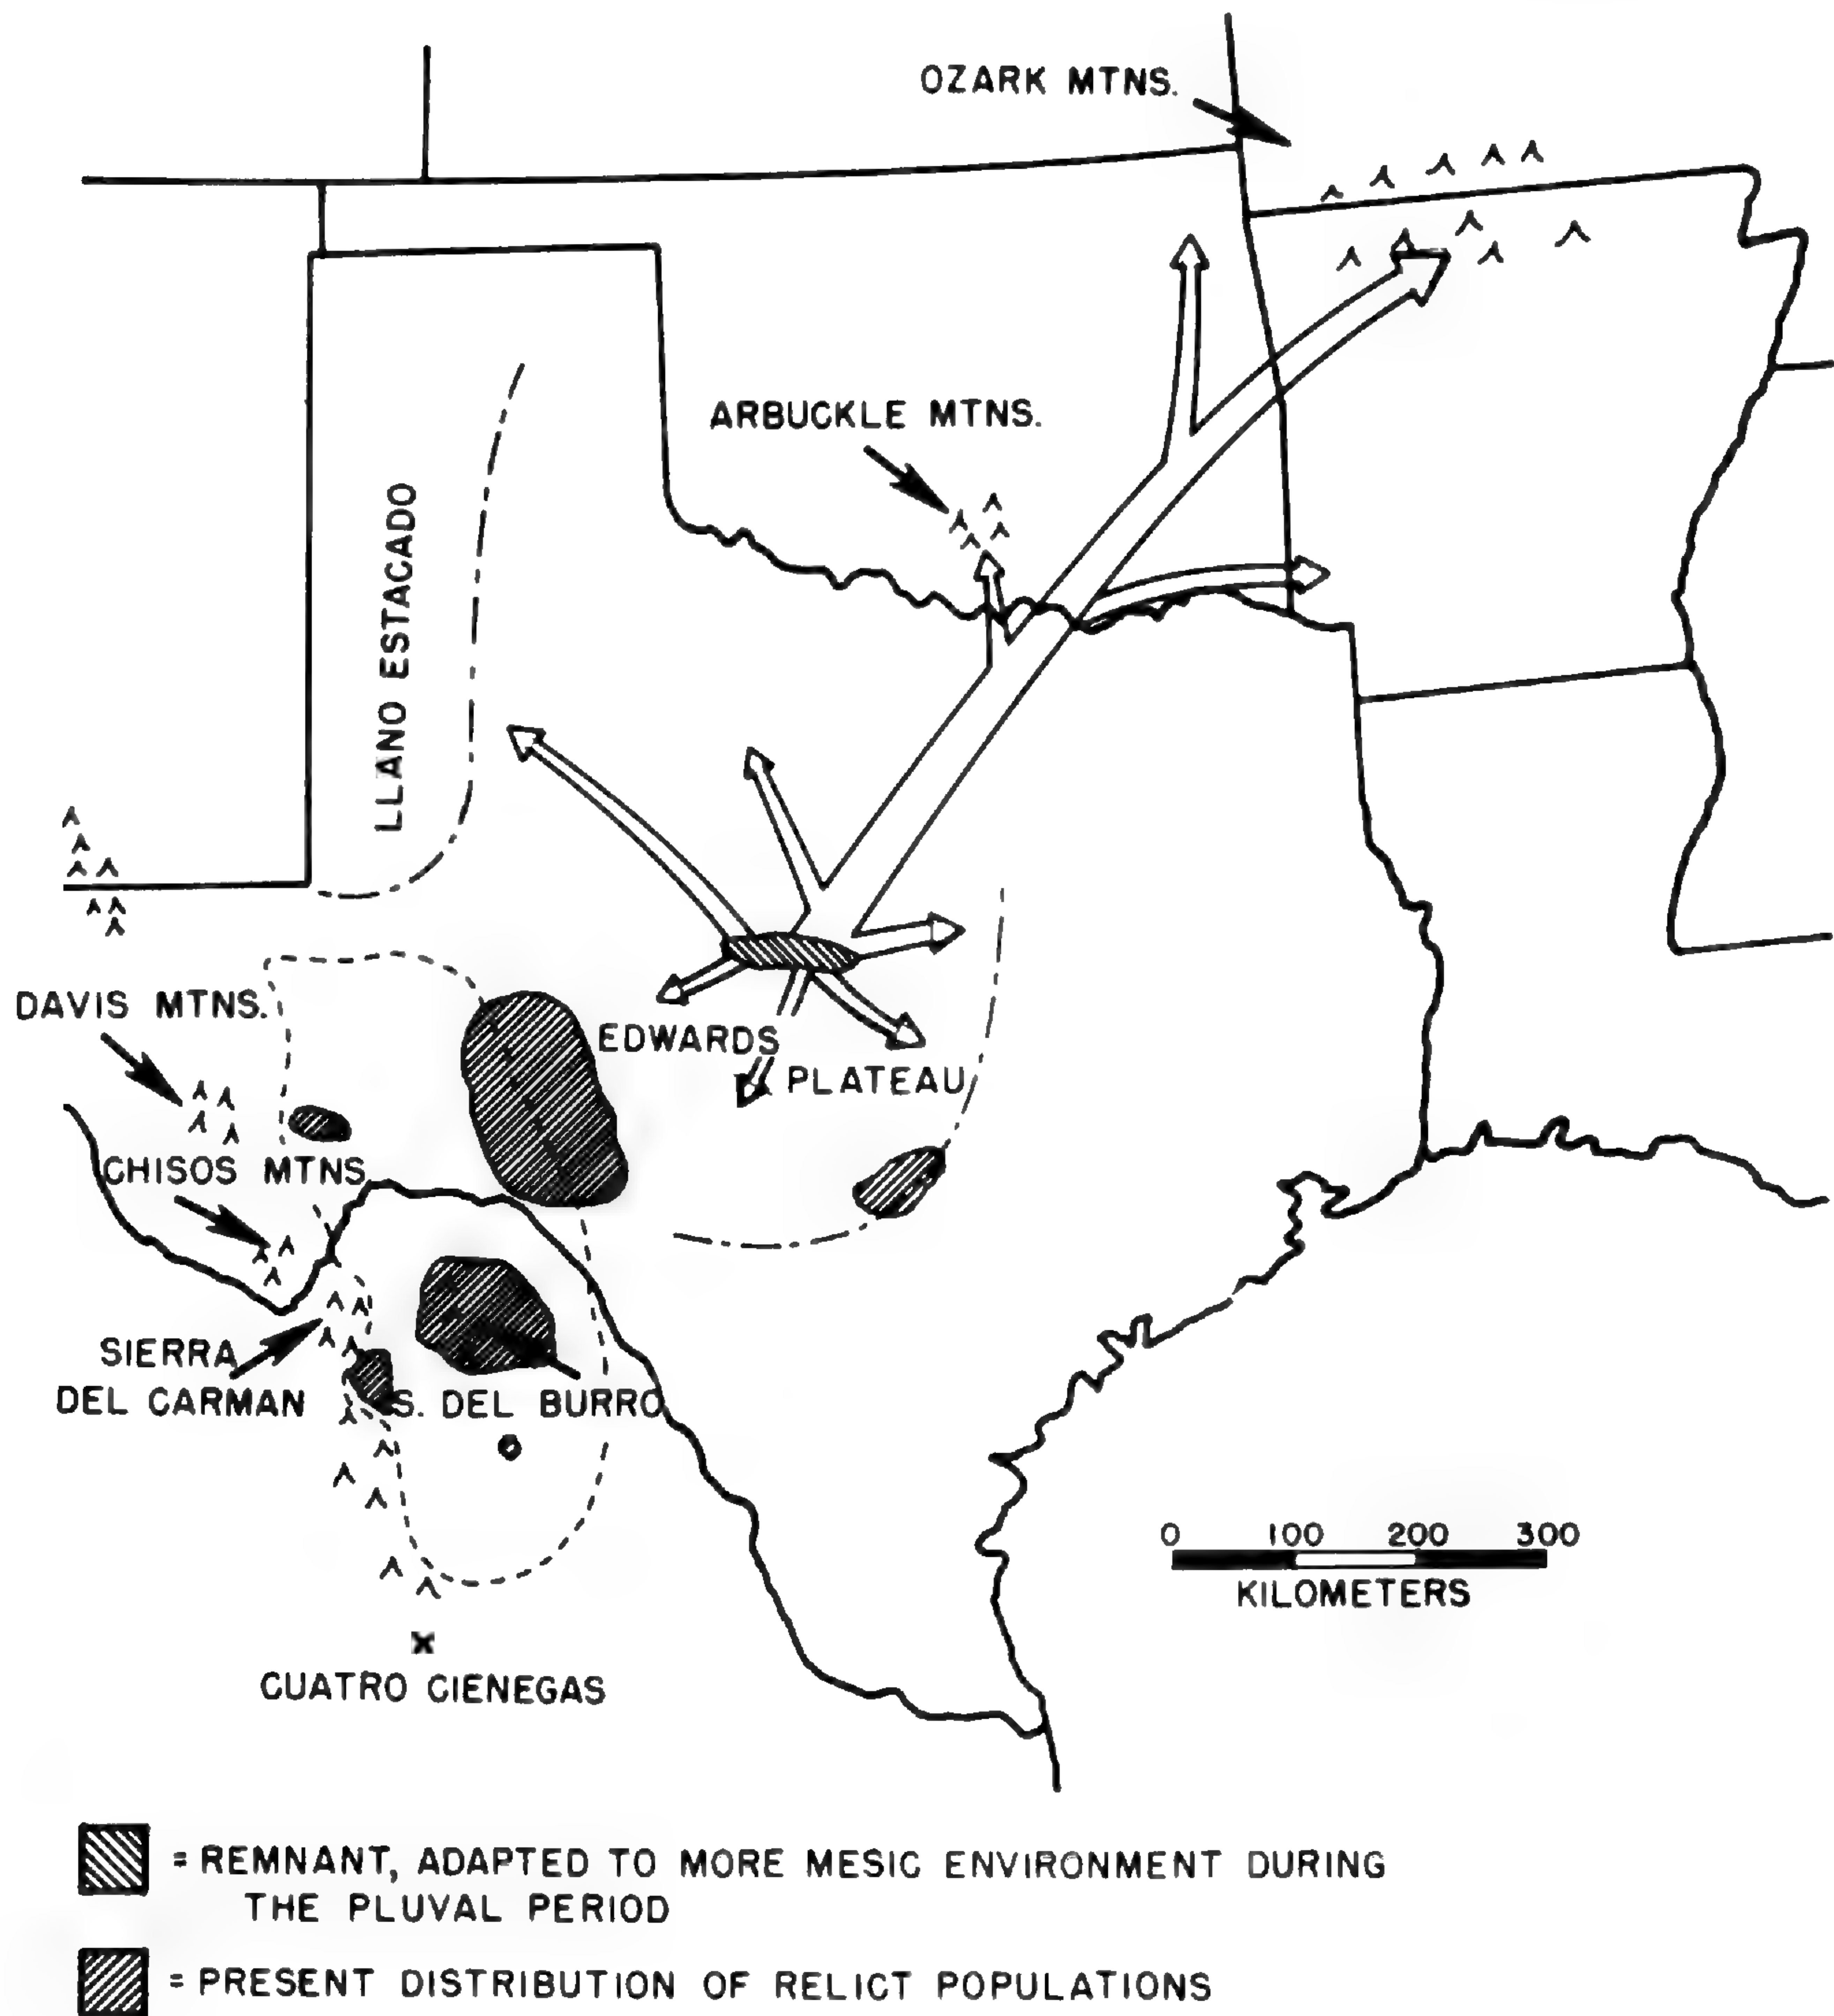 OZARK MTNS.
ARBUCKLE MTNS.
LLANO ESTACADO
DAVIS MTNS.
EDWARDS
PLATEAU
CHISOS MTNS
SIERRA
DEL CARMAN
S. DEL BURRO
0 100 200 300
KILOMETERS
x
CUATRO CIENEGAS
= REMNANT, ADAPTED TO MORE MESIC ENVIRONMENT DURING
THE PLUVAL PERIOD
= PRESENT DISTRIBUTION OF RELICT POPULATIONS